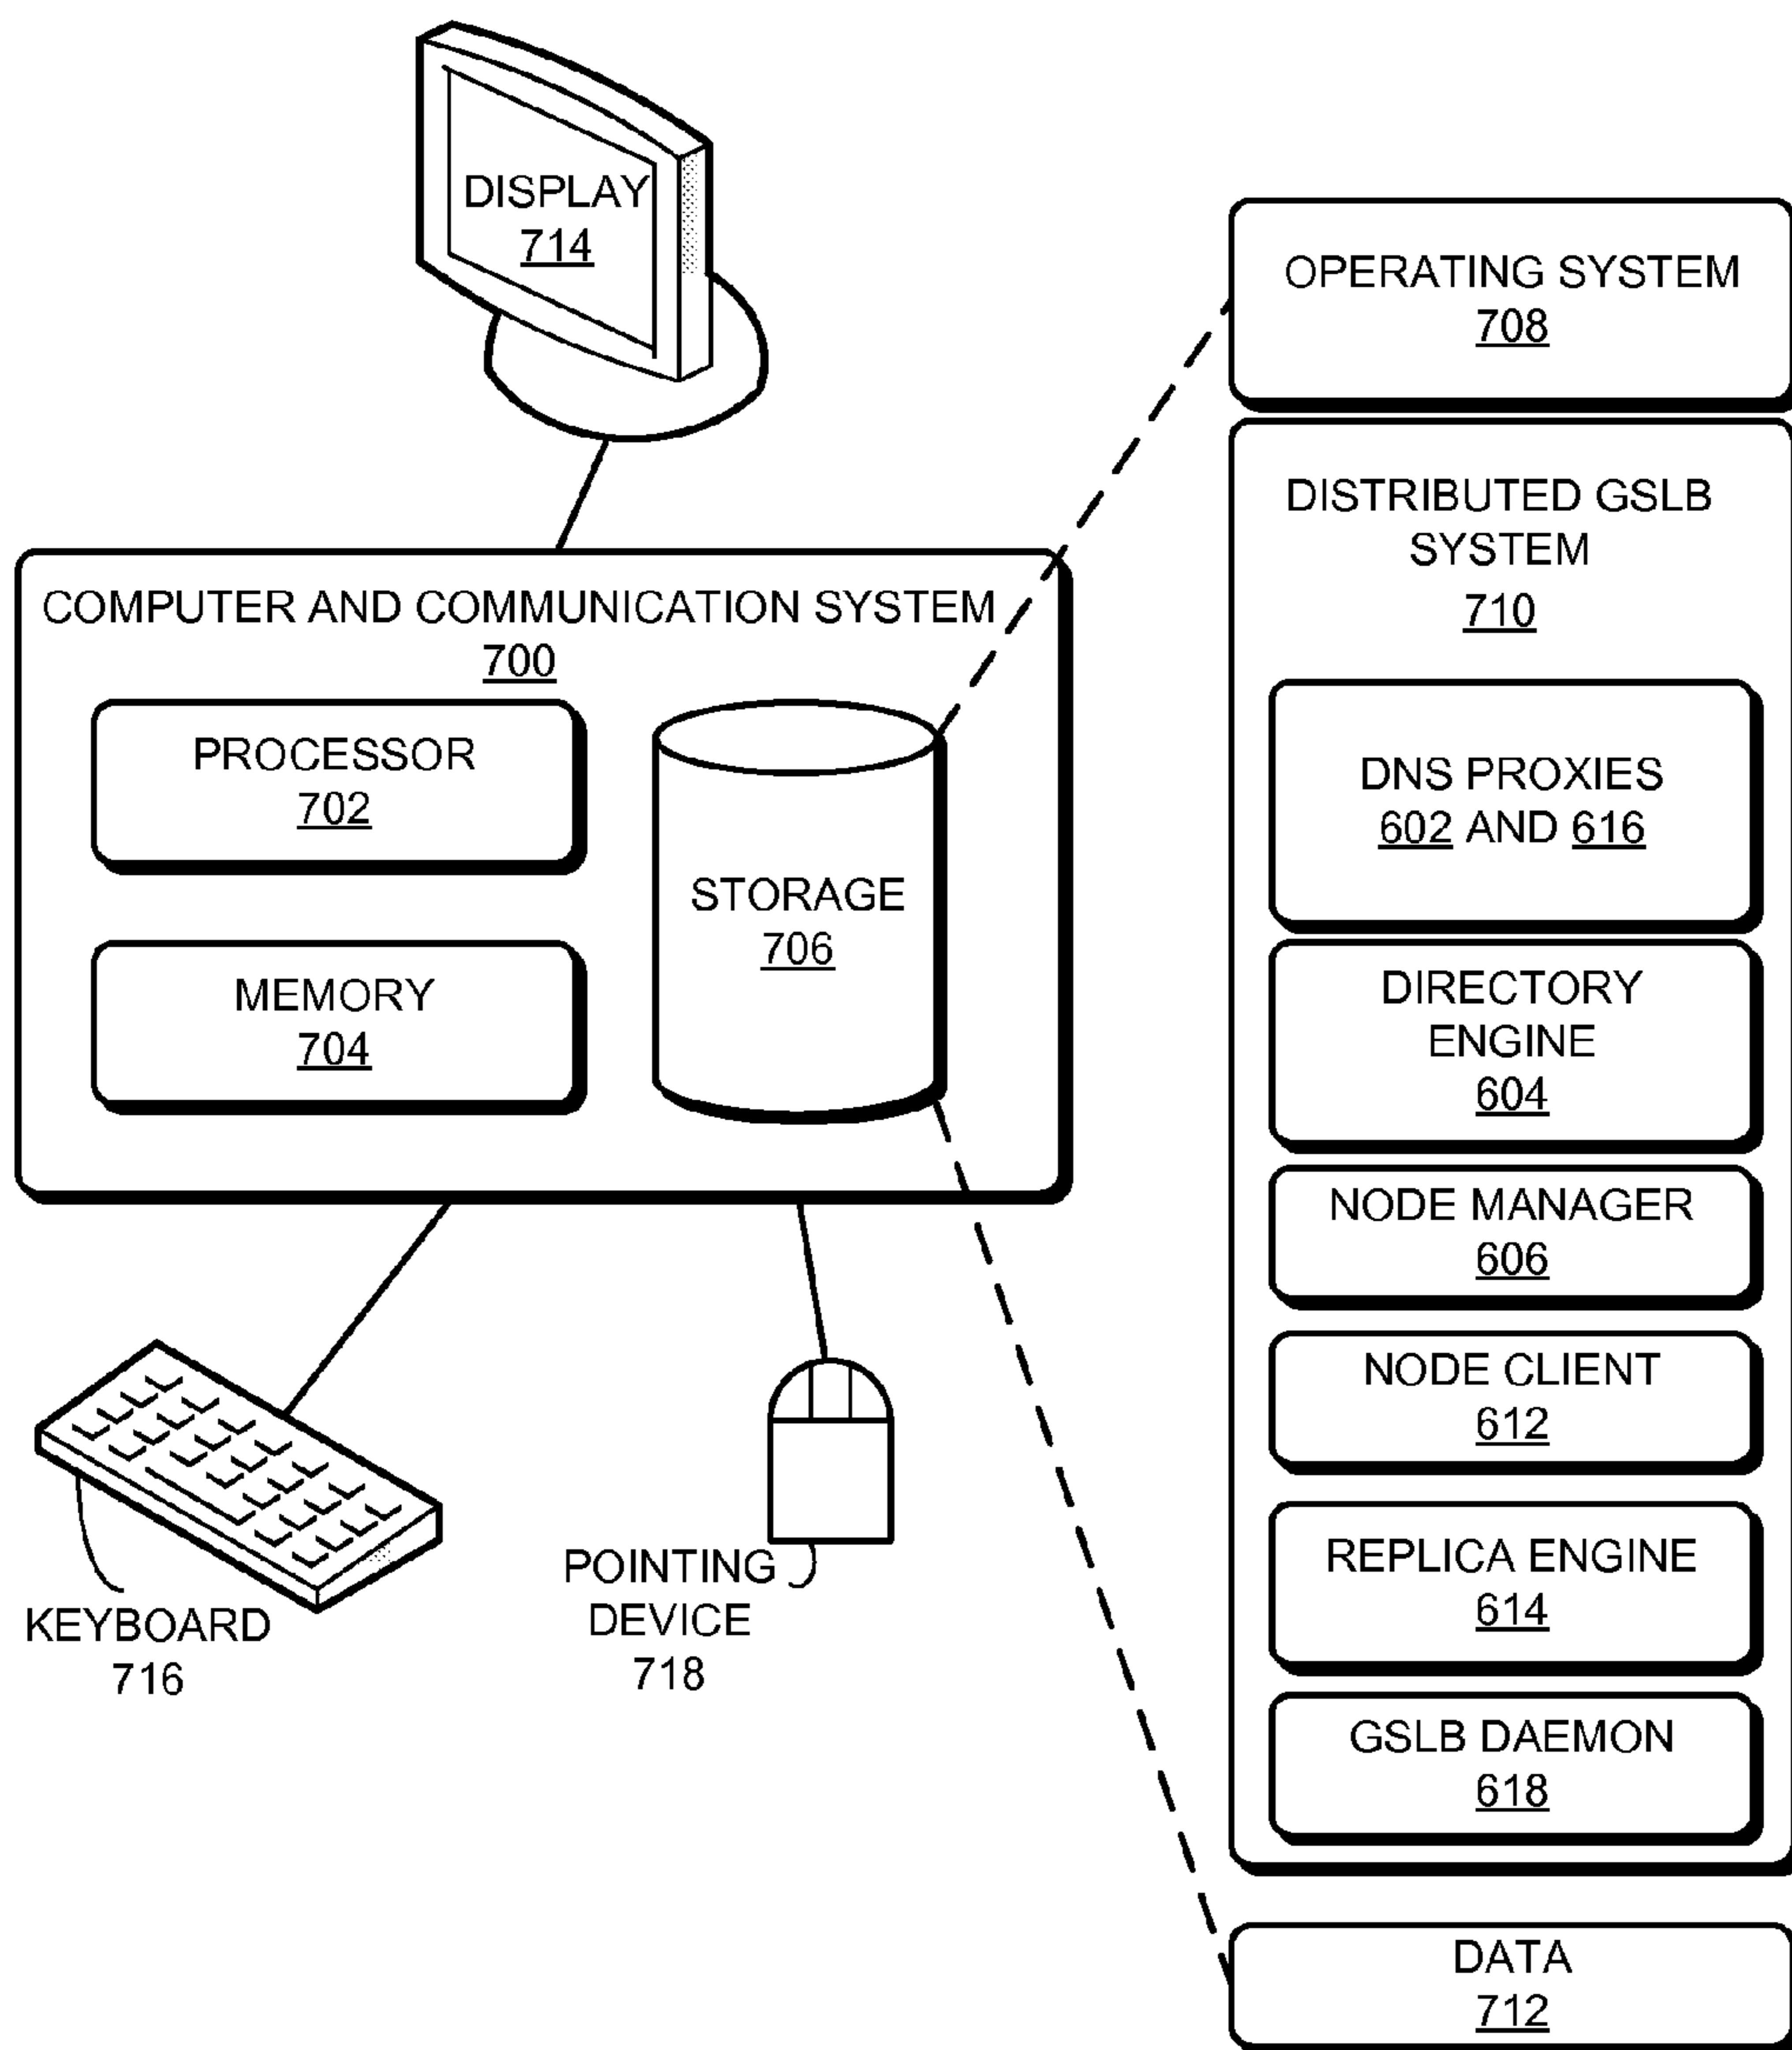 DISPLAY
714
COMPUTER AND COMMUNICATION SYSTEM
700
PROCESSOR
702
MEMORY
704
STORAGE
706
KEYBOARD
716
POINTING
DEVICE
718
OPERATING SYSTEM
708
DISTRIBUTED GSLB
SYSTEM
710
DNS PROXIES
602 AND 616
DIRECTORY
ENGINE
604
NODE MANAGER
606
NODE CLIENT
612
REPLICA ENGINE
614
GSLB DAEMON
618
DATA
712